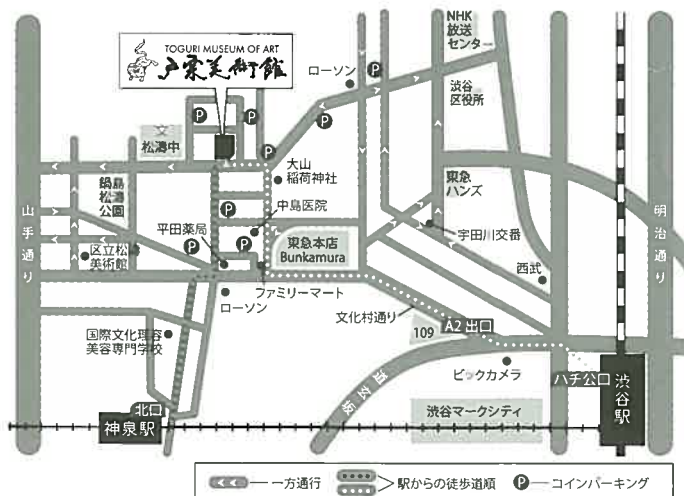 TOGURI MUSEUM OF ART
戸栗美術館
NHK
放送
センター
ローソン
P
渋谷
区役所
P
P
P
P
松濤中
文
大山
稲荷神社
東急
ハンズ
鍋島
松濤
公園
中島医院
P
山手通り
明治通り
平田薬局
P
P
東急本店
Bunkamura
宇田川交番
区立松
美術館
西武
ローソン
ファミリーマート
文化村通り
109
A2 出口
国際文化理容
美容専門学校
ビックカメラ
ハチ公口
渋谷駅
道玄坂
北口
神泉駅
渋谷マークシティ
一方通行
駅からの徒歩道順
P
コインパーキング